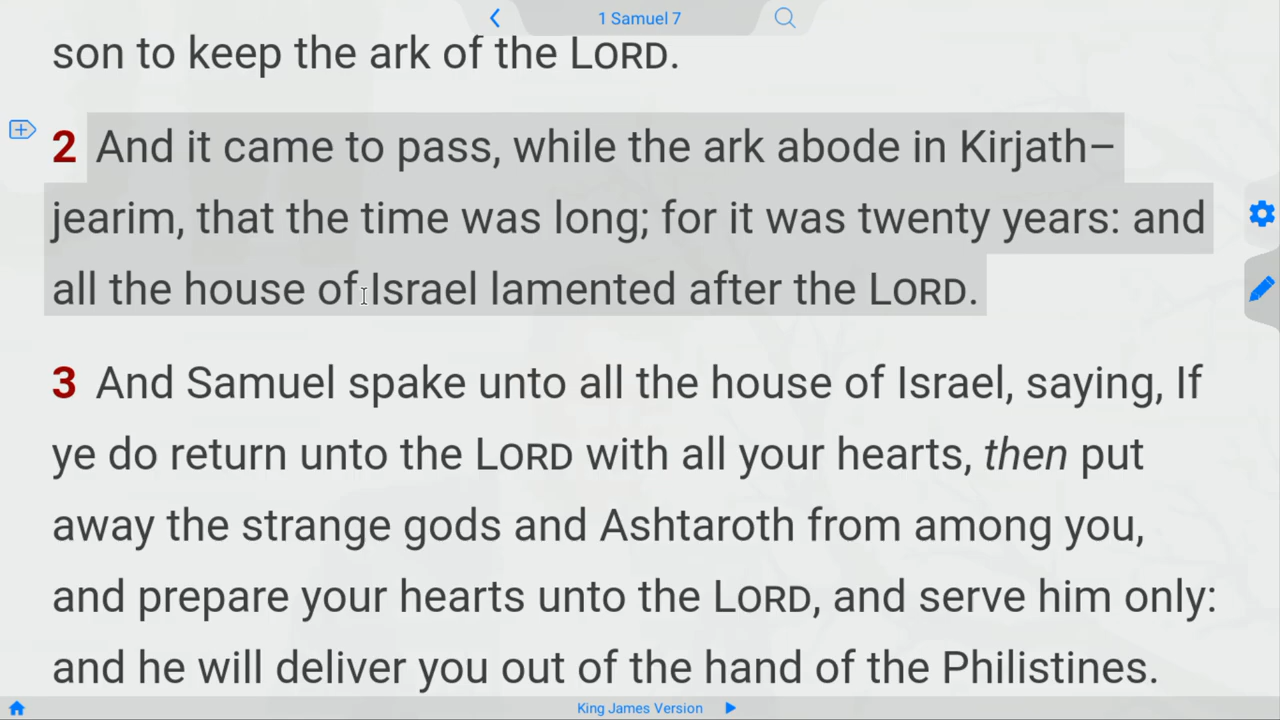 1 Samuel 7
son to keep the ark of the LORD.
2 And it came to pass, while the ark abode in Kirjath–
jearim, that the time was long; for it was twenty years: and
all the house of Israel lamented after the LORD.
3 And Samuel spake unto all the house of Israel, saying, If
ye do return unto the LORD with all your hearts, then put
away the strange gods and Ashtaroth from among you,
and prepare your hearts unto the LORD, and serve him only:
and he will deliver you out of the hand of the Philistines.
King James Version